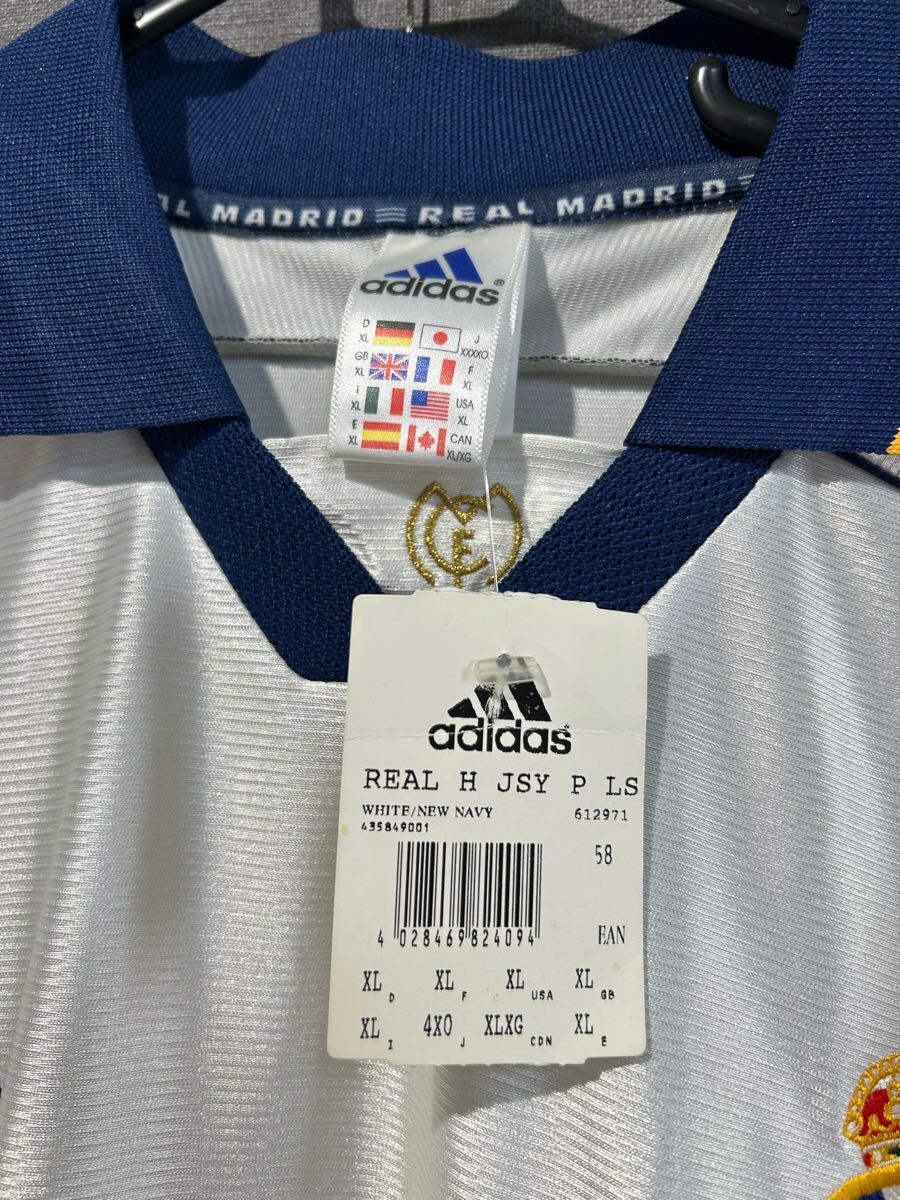 AL MADRID REAL MADRID
adidas®
D XL J XXXXO
GB XL F XL
I XL USA XL
E XL CAN XL/XG
MCF
adidas
REAL H JSY P LS
WHITE/NEW NAVY 612971
435849001
58
4 028469 824094 EAN
XL D XL F XL USA XL GB
XL I 4XO J XLXG CDN XL E